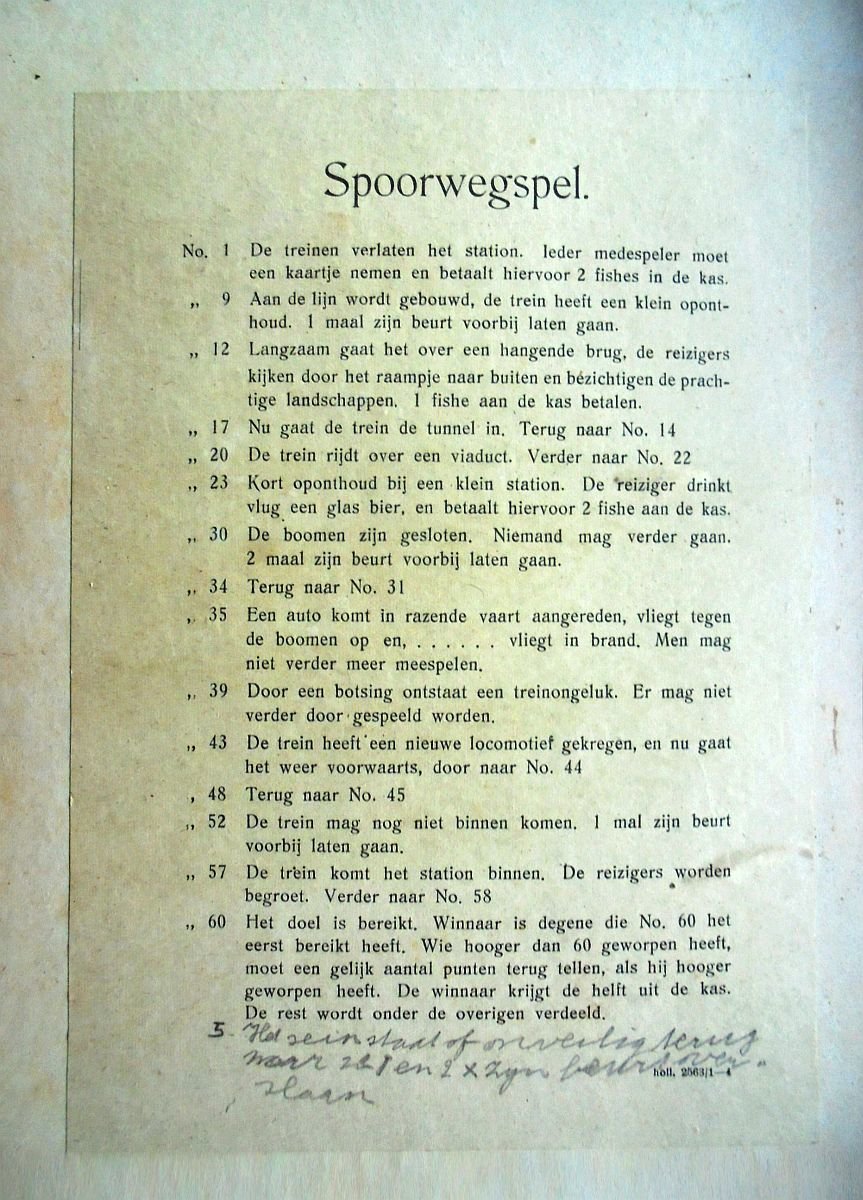 Spoorwegspel.
No. 1 De treinen verlaten het station. Ieder medespeler moet
een kaartje nemen en betaalt hiervoor 2 fishes in de kas.
„ 9 Aan de lijn wordt gebouwd, de trein heeft een klein opont-
houd. 1 maal zijn beurt voorbij laten gaan.
„ 12 Langzaam gaat het over een hangende brug, de reizigers
kijken door het raampje naar buiten en bezichtigen de prach-
tige landschappen. 1 fishe aan de kas betalen.
„ 17 Nu gaat de trein de tunnel in. Terug naar No. 14
„ 20 De trein rijdt over een viaduct. Verder naar No. 22
„ 23 Kort oponthoud bij een klein station. De reiziger drinkt
vlug een glas bier, en betaalt hiervoor 2 fishe aan de kas.
„ 30 De boomen zijn gesloten. Niemand mag verder gaan.
2 maal zijn beurt voorbij laten gaan.
„ 34 Terug naar No. 31
„ 35 Een auto komt in razende vaart aangereden, vliegt tegen
de boomen op en, . . . . . . vliegt in brand. Men mag
niet verder meer meespelen.
„ 39 Door een botsing ontstaat een treinongeluk. Er mag niet
verder door gespeeld worden.
„ 43 De trein heeft een nieuwe locomotief gekregen, en nu gaat
het weer voorwaarts, door naar No. 44
„ 48 Terug naar No. 45
„ 52 De trein mag nog niet binnen komen. 1 mal zijn beurt
voorbij laten gaan.
„ 57 De trein komt het station binnen. De reizigers worden
begroet. Verder naar No. 58
„ 60 Het doel is bereikt. Winnaar is degene die No. 60 het
eerst bereikt heeft. Wie hooger dan 60 geworpen heeft,
moet een gelijk aantal punten terug tellen, als hij hooger
geworpen heeft. De winnaar krijgt de helft uit de kas.
De rest wordt onder de overigen verdeeld.
5 Het sein staat of onveilig terug
naar en 2 x zijn beurt over
slaan
holl. 2563/1—4